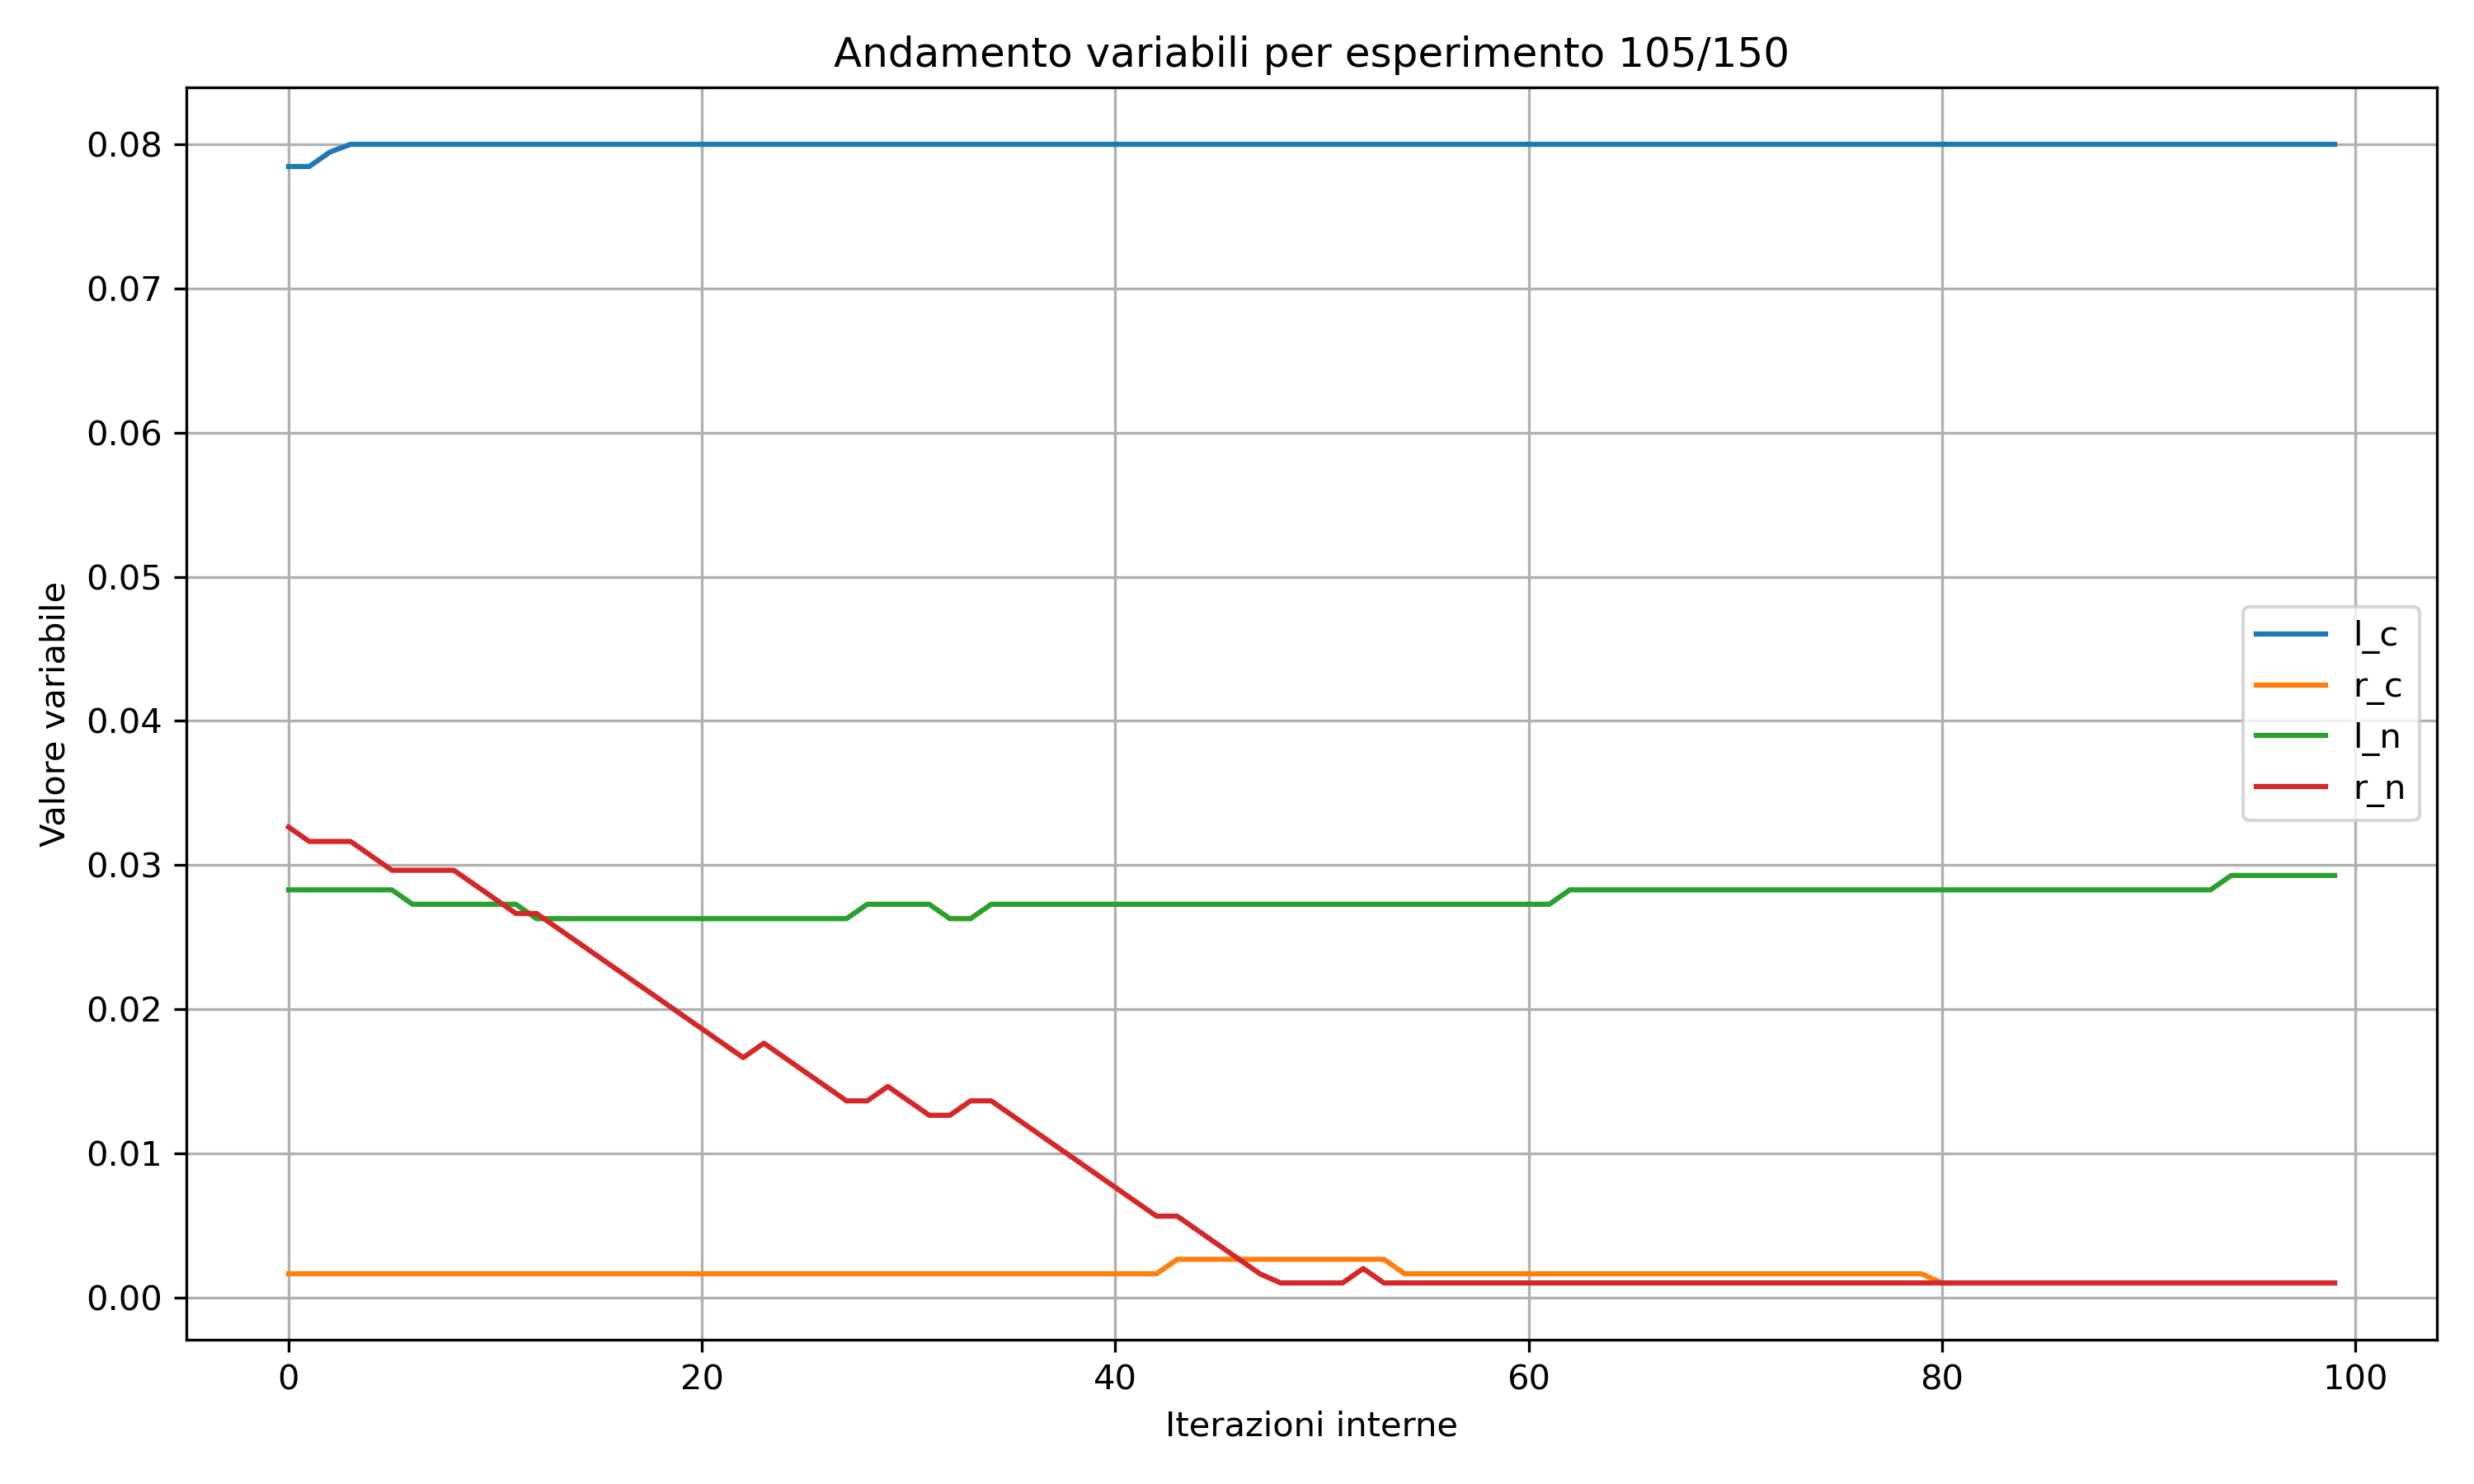 Andamento variabili per esperimento 105/150
Valore variabile
0.08
0.07
0.06
0.05
0.04
0.03
0.02
0.01
0.00
l_c
r_c
l_n
r_n
0 20 40 60 80 100
Iterazioni interne